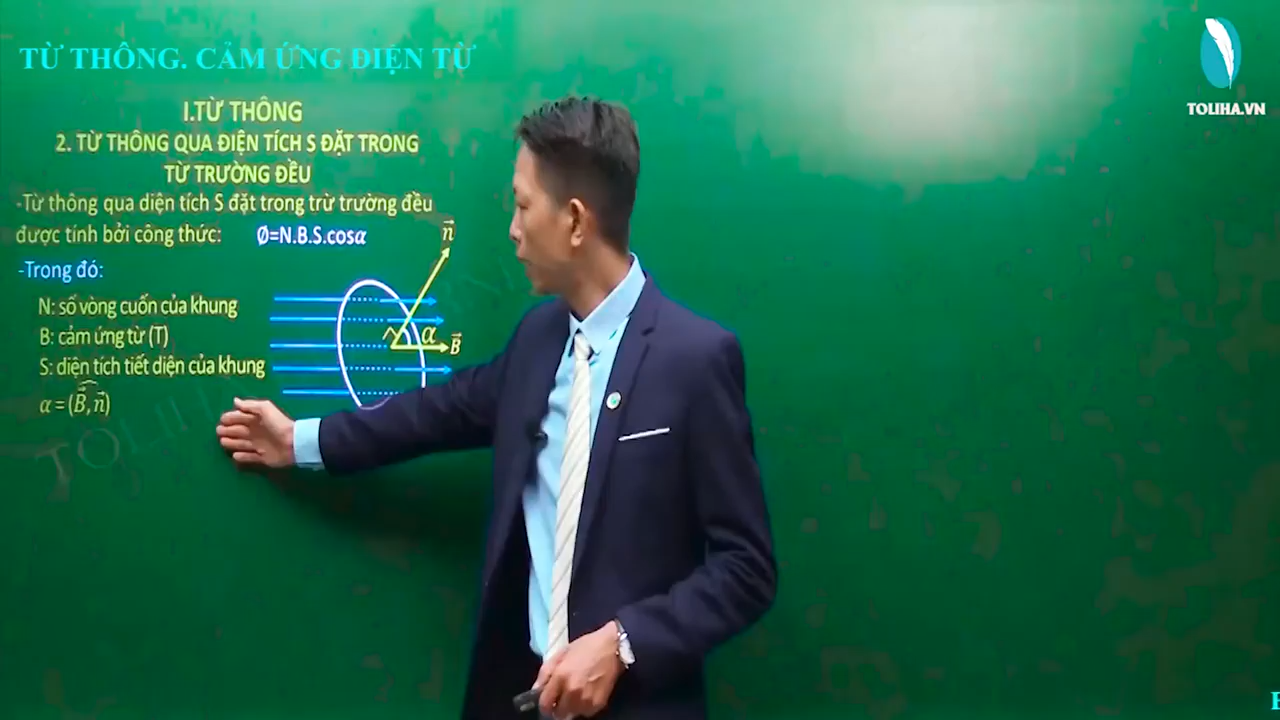 TỪ THÔNG. CẢM ỨNG ĐIỆN TỪ
TOLIHA.VN
I.TỪ THÔNG
2. TỪ THÔNG QUA ĐIỆN TÍCH S ĐẶT TRONG
TỪ TRƯỜNG ĐỀU
-Từ thông qua diện tích S đặt trong trừ trường đều
được tính bởi công thức: Ø=N.B.S.cosα
-Trong đó:
N: số vòng cuốn của khung
B: cảm ứng từ (T)
S: diện tích tiết diện của khung
α = (B⃗, n⃗)
n⃗
α
B⃗